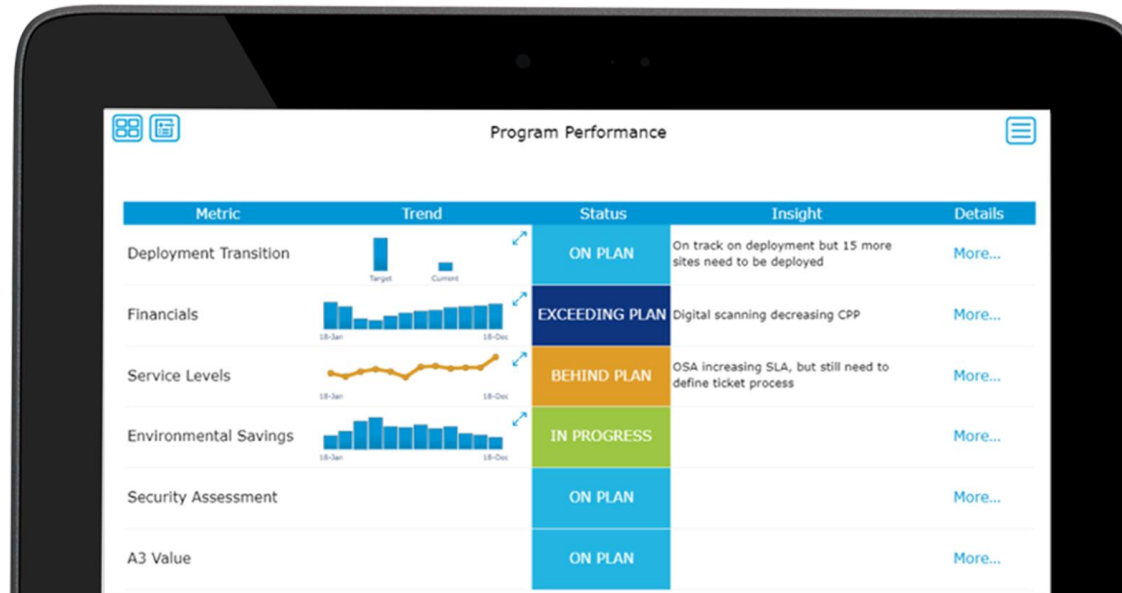 Program Performance
Metric Trend Status Insight Details
Deployment Transition
Target Current
ON PLAN
On track on deployment but 15 more
sites need to be deployed
More...
Financials
18-Jan 18-Dec
EXCEEDING PLAN
Digital scanning decreasing CPP
More...
Service Levels
18-Jan 18-Dec
BEHIND PLAN
OSA increasing SLA, but still need to
define ticket process
More...
Environmental Savings
18-Jan 18-Dec
IN PROGRESS
More...
Security Assessment
ON PLAN
More...
A3 Value
ON PLAN
More...